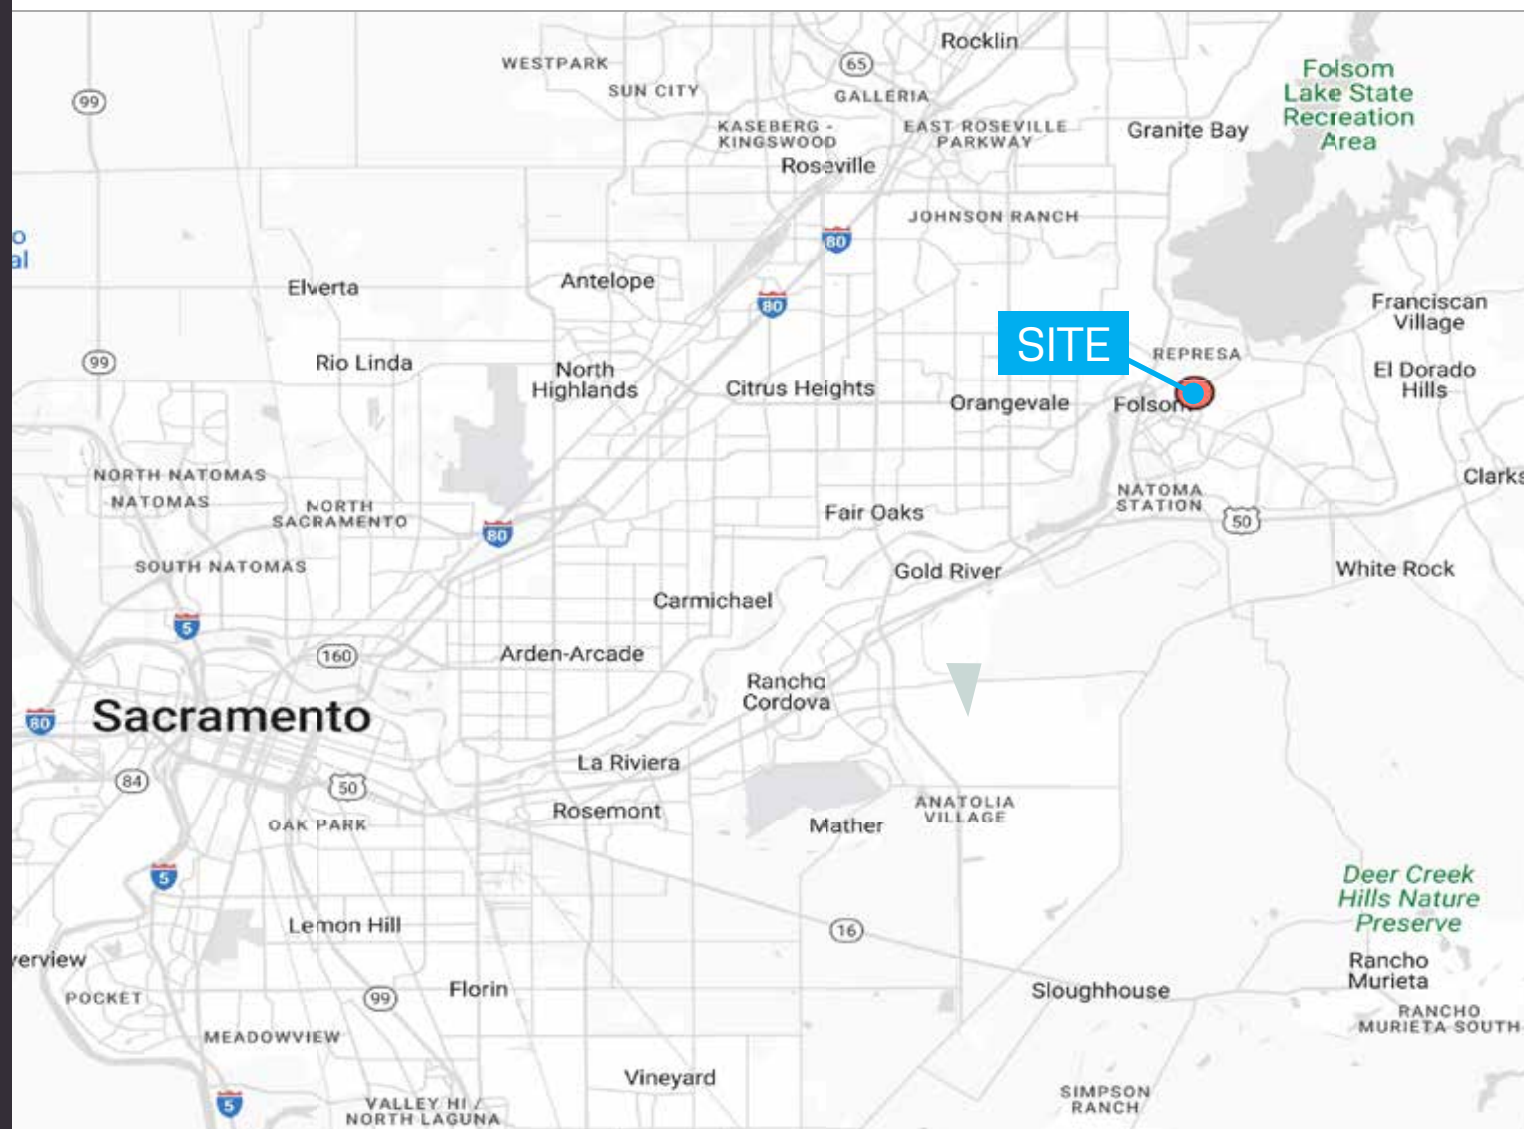 Rocklin
WESTPARK
65
Folsom
Lake State
Recreation
Area
SUN CITY
GALLERIA
99
KASEBERG -
KINGSWOOD
EAST ROSEVILLE
PARKWAY
Granite Bay
Roseville
JOHNSON RANCH
o
al
80
Elverta
Antelope
80
Franciscan
Village
SITE
REPRESA
99
Rio Linda
North
Highlands
Citrus Heights
El Dorado
Hills
Orangevale
Folsom
NORTH NATOMAS
NATOMAS
NORTH
SACRAMENTO
Clarks
NATOMA
STATION
Fair Oaks
50
80
SOUTH NATOMAS
Gold River
White Rock
Carmichael
5
160
Arden-Arcade
Rancho
Cordova
Sacramento
80
La Riviera
84
50
Rosemont
ANATOLIA
VILLAGE
OAK PARK
Mather
5
Deer Creek
Hills Nature
Preserve
Lemon Hill
16
verview
Rancho
Murieta
POCKET
99
Florin
Sloughhouse
RANCHO
MURIETA SOUTH
MEADOWVIEW
Vineyard
5
VALLEY HI /
NORTH LAGUNA
SIMPSON
RANCH